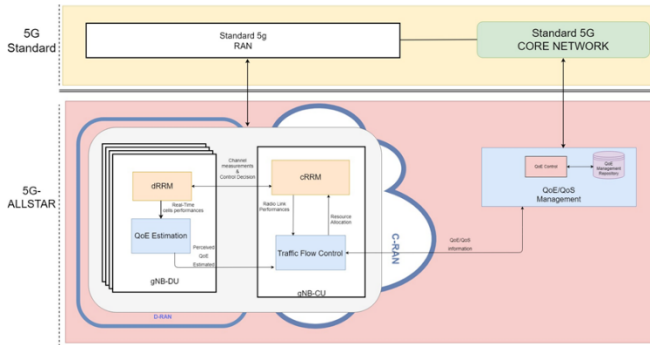 5G
Standard
Standard 5g
RAN
Standard 5G
CORE NETWORK
5G-
ALLSTAR
dRRM
Channel
measurements
&
Control Decision
cRRM
Real-Time
cells performances
QoE Estimation
Perceived
QoE
Estimated
Radio Link
Performances
Resource
Allocation
Traffic Flow Control
gNB-DU
gNB-CU
D-RAN
C-RAN
QoE Control
QoE
Management
Repository
QoE/QoS
Management
QoE/QoS
information